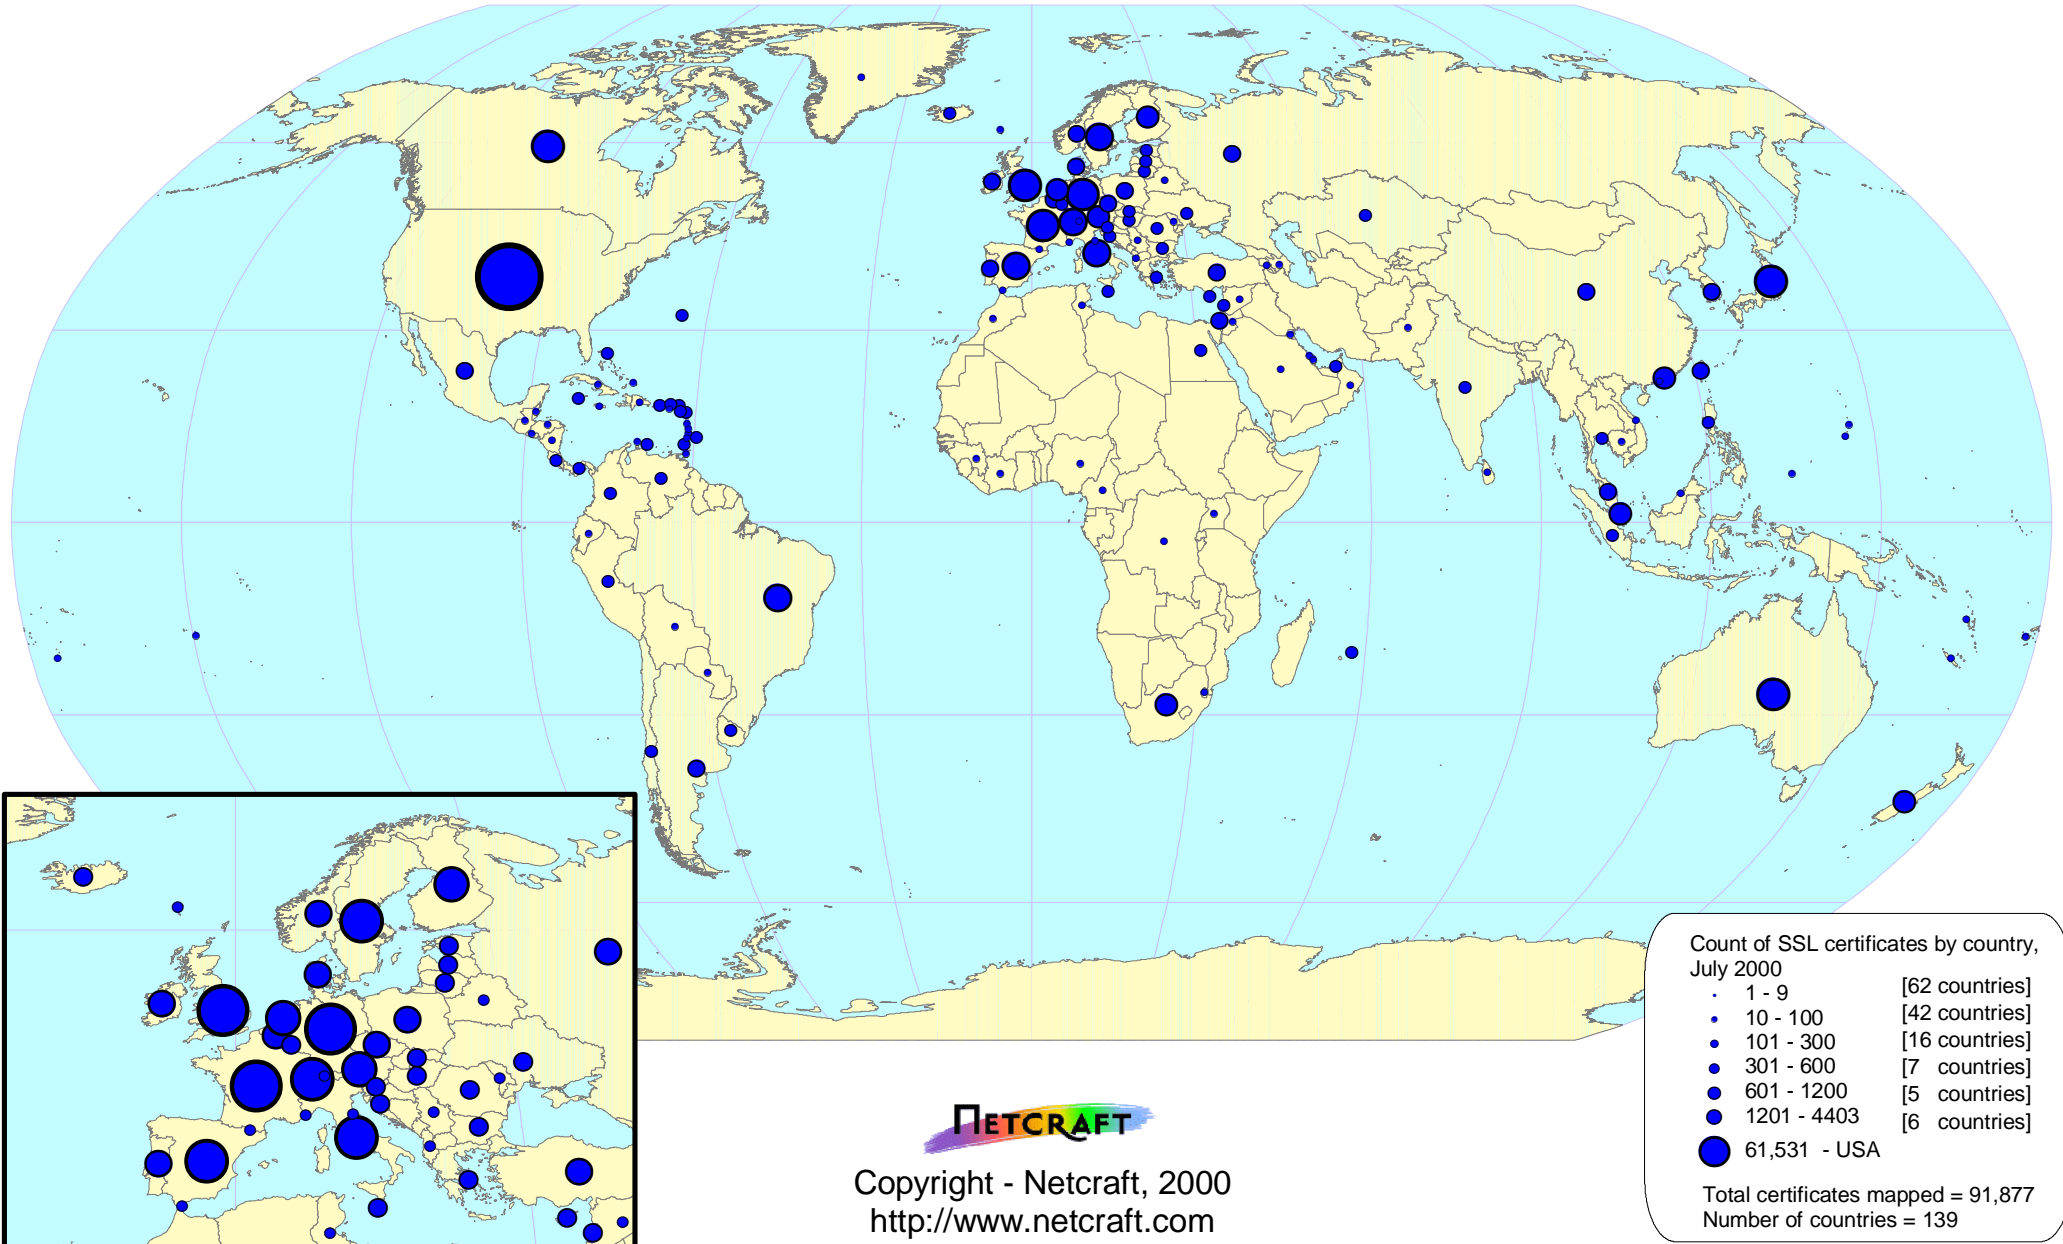 Count of SSL certificates by country,
July 2000
1 - 9 [62 countries]
10 - 100 [42 countries]
101 - 300 [16 countries]
301 - 600 [7 countries]
601 - 1200 [5 countries]
1201 - 4403 [6 countries]
61,531 - USA
Total certificates mapped = 91,877
Number of countries = 139
NETCRAFT
Copyright - Netcraft, 2000
http://www.netcraft.com